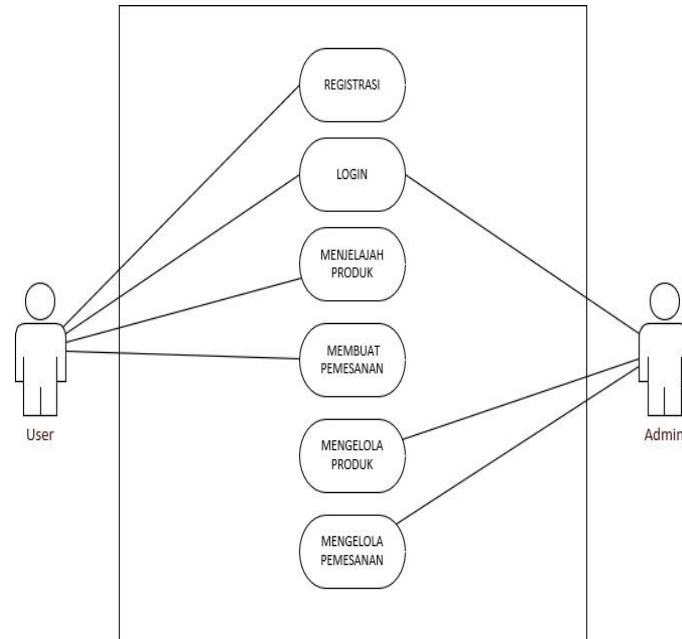 REGISTRASI
LOGIN
MENJELAJAH
PRODUK
MEMBUAT
PEMESANAN
MENGELOLA
PRODUK
MENGELOLA
PEMESANAN
User
Admin